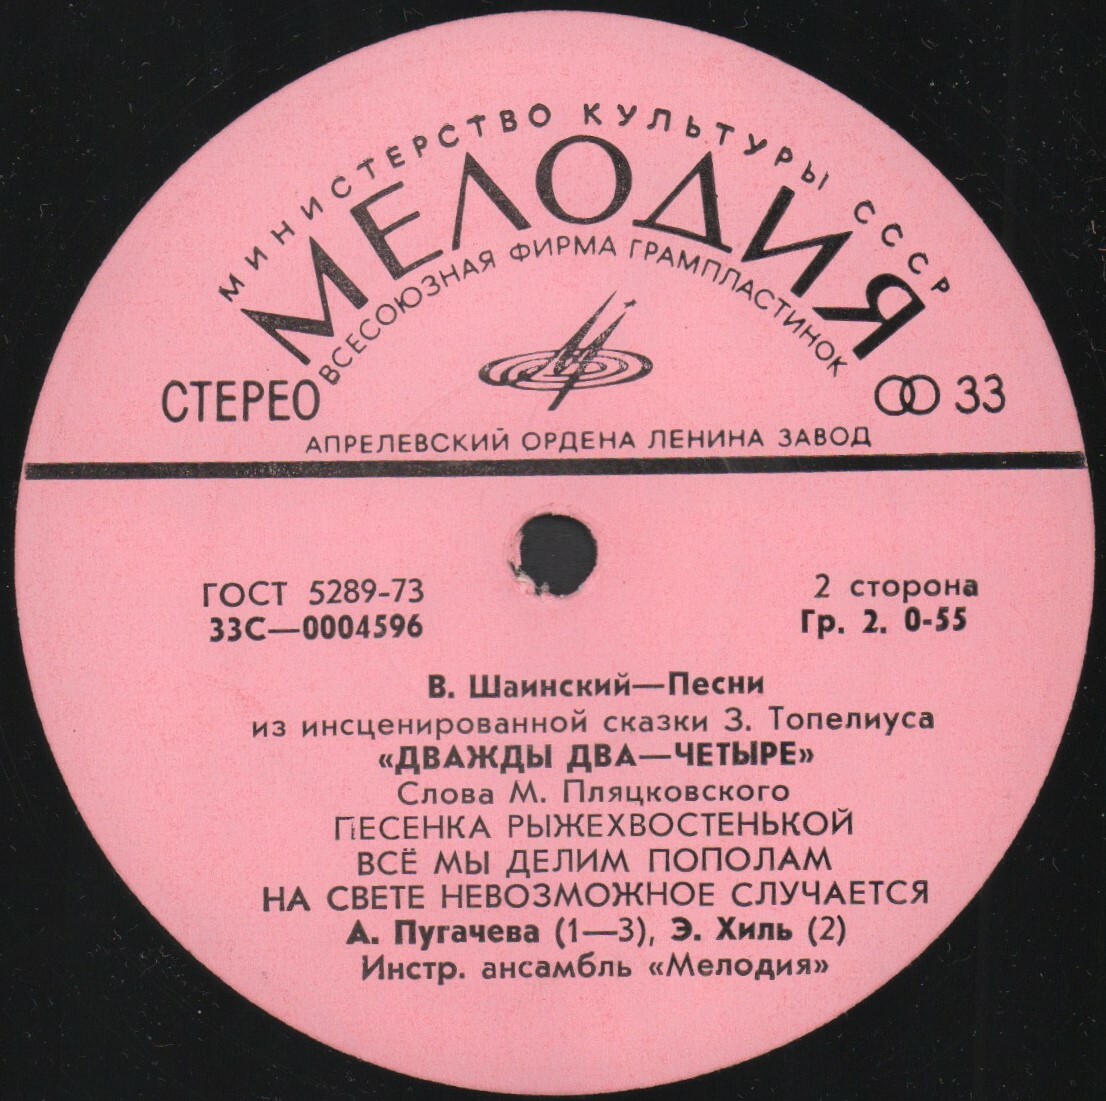 МИНИСТЕРСТВО КУЛЬТУРЫ СССР
МЕЛОДИЯ
ВСЕСОЮЗНАЯ ФИРМА ГРАМПЛАСТИНОК
СТЕРЕО 33
АПРЕЛЕВСКИЙ ОРДЕНА ЛЕНИНА ЗАВОД
ГОСТ 5289-73 2 сторона
33С—0004596 Гр. 2. 0-55
В. Шаинский—Песни
из инсценированной сказки З. Топелиуса
«ДВАЖДЫ ДВА—ЧЕТЫРЕ»
Слова М. Пляцковского
ПЕСЕНКА РЫЖЕХВОСТЕНЬКОЙ
ВСЁ МЫ ДЕЛИМ ПОПОЛАМ
НА СВЕТЕ НЕВОЗМОЖНОЕ СЛУЧАЕТСЯ
А. Пугачева (1—3), Э. Хиль (2)
Инстр. ансамбль «Мелодия»